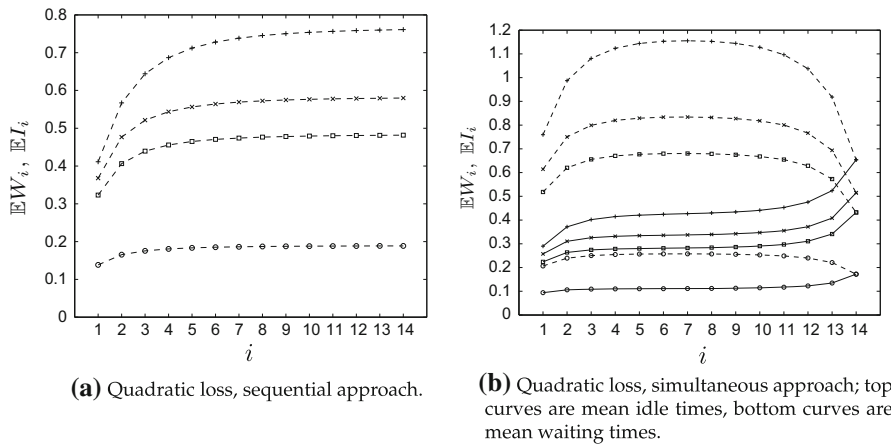 0.8
0.7
0.6
0.5
0.4
0.3
0.2
0.1
0
𝔼W_i, 𝔼I_i
1 2 3 4 5 6 7 8 9 10 11 12 13 14
i
(a) Quadratic loss, sequential approach.
1.2
1.1
1
0.9
0.8
0.7
0.6
0.5
0.4
0.3
0.2
0.1
0
𝔼W_i, 𝔼I_i
1 2 3 4 5 6 7 8 9 10 11 12 13 14
i
(b) Quadratic loss, simultaneous approach; top
curves are mean idle times, bottom curves are
mean waiting times.